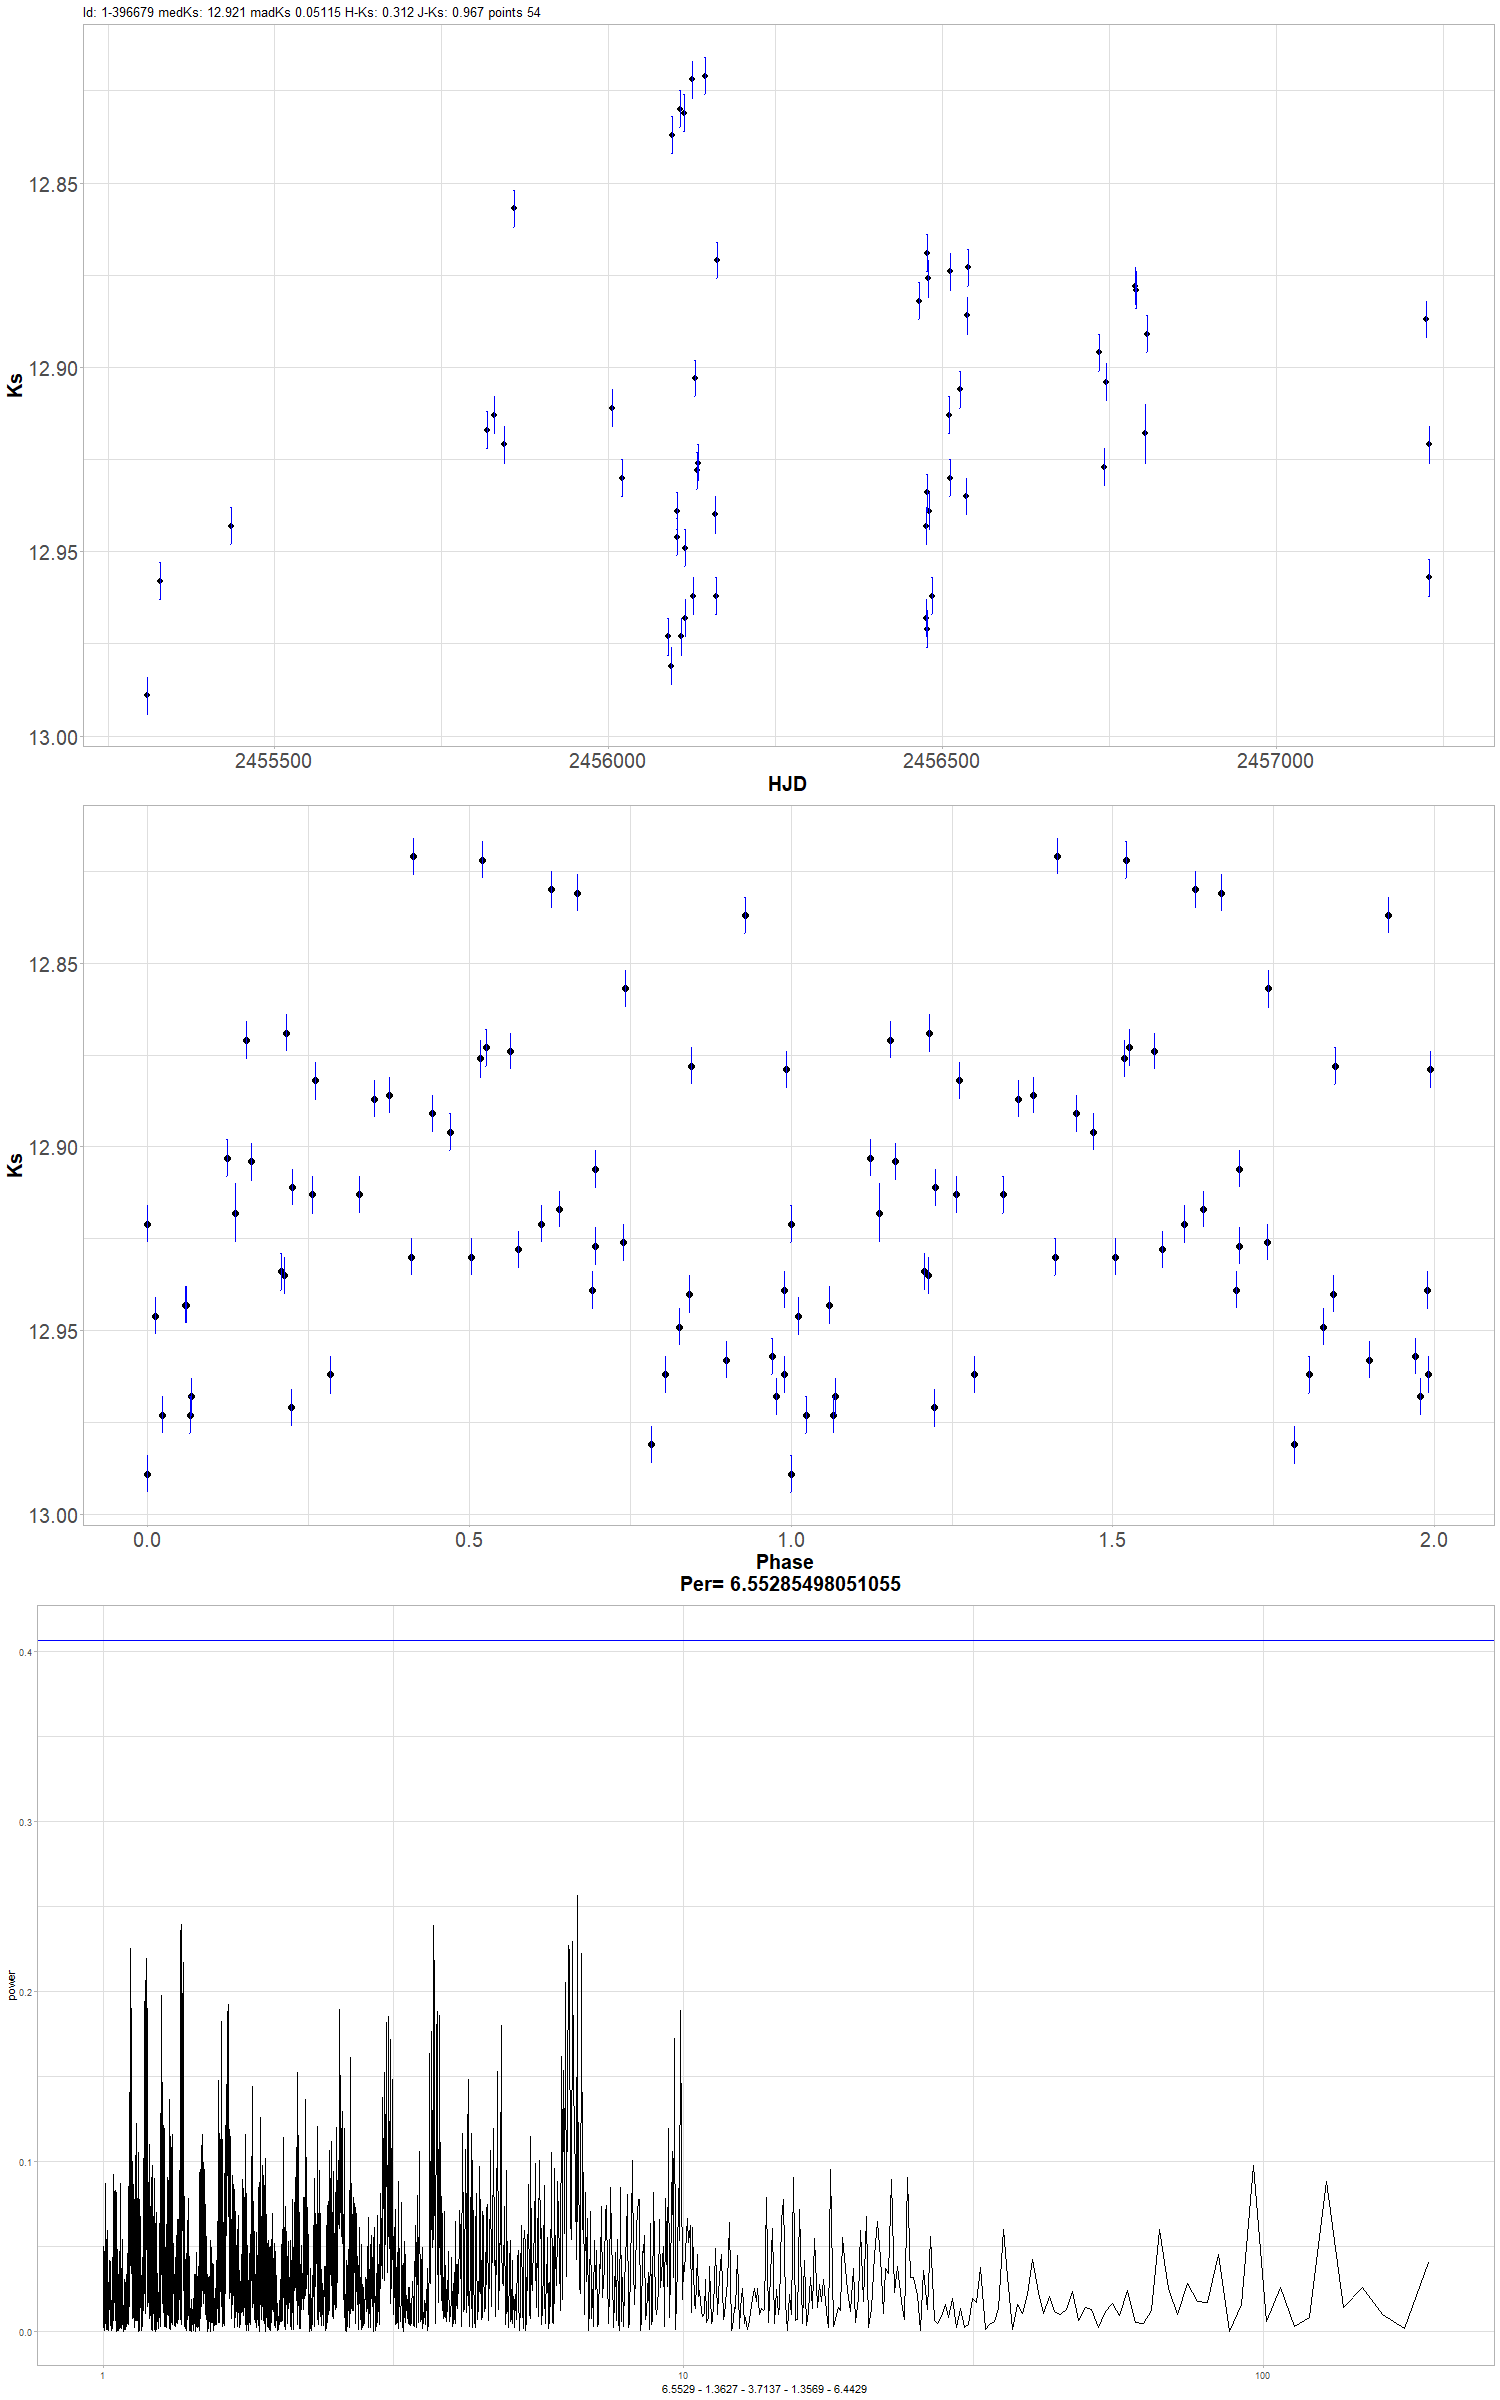 Id: 1-396679 medKs: 12.921 madKs 0.05115 H-Ks: 0.312 J-Ks: 0.967 points 54
12.85
12.90
12.95
13.00
Ks
2455500 2456000 2456500 2457000
HJD
12.85
12.90
12.95
13.00
Ks
0.0 0.5 1.0 1.5 2.0
Phase
Per= 6.55285498051055
0.4
0.3
0.2
0.1
0.0
power
1 10 100
6.5529 - 1.3627 - 3.7137 - 1.3569 - 6.4429